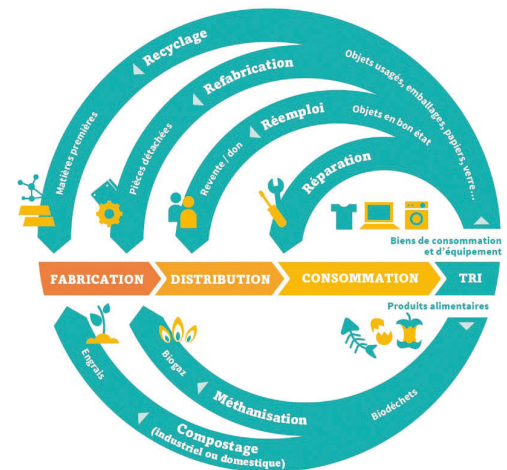 Recyclage
Objets usagés, emballages, papiers, verre...
Matières premières
Refabrication
Pièces détachées
Réemploi
Objets en bon état
Revente / don
Réparation
Biens de consommation
et d'équipement
FABRICATION
DISTRIBUTION
CONSOMMATION
TRI
Produits alimentaires
Engrais
Biogaz
Méthanisation
Biodéchets
Compostage
(industriel ou domestique)